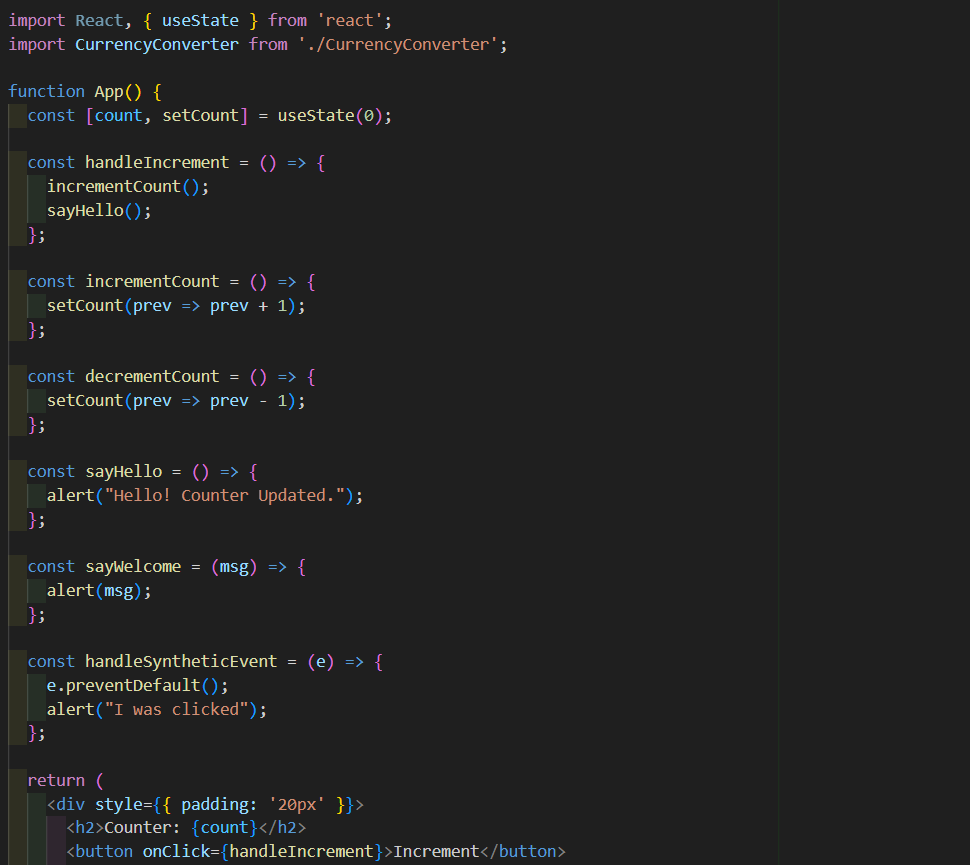 import React, { useState } from 'react';
import CurrencyConverter from './CurrencyConverter';

function App() {
  const [count, setCount] = useState(0);

  const handleIncrement = () => {
    incrementCount();
    sayHello();
  };

  const incrementCount = () => {
    setCount(prev => prev + 1);
  };

  const decrementCount = () => {
    setCount(prev => prev - 1);
  };

  const sayHello = () => {
    alert("Hello! Counter Updated.");
  };

  const sayWelcome = (msg) => {
    alert(msg);
  };

  const handleSyntheticEvent = (e) => {
    e.preventDefault();
    alert("I was clicked");
  };

  return (
    <div style={{ padding: '20px' }}>
      <h2>Counter: {count}</h2>
      <button onClick={handleIncrement}>Increment</button>